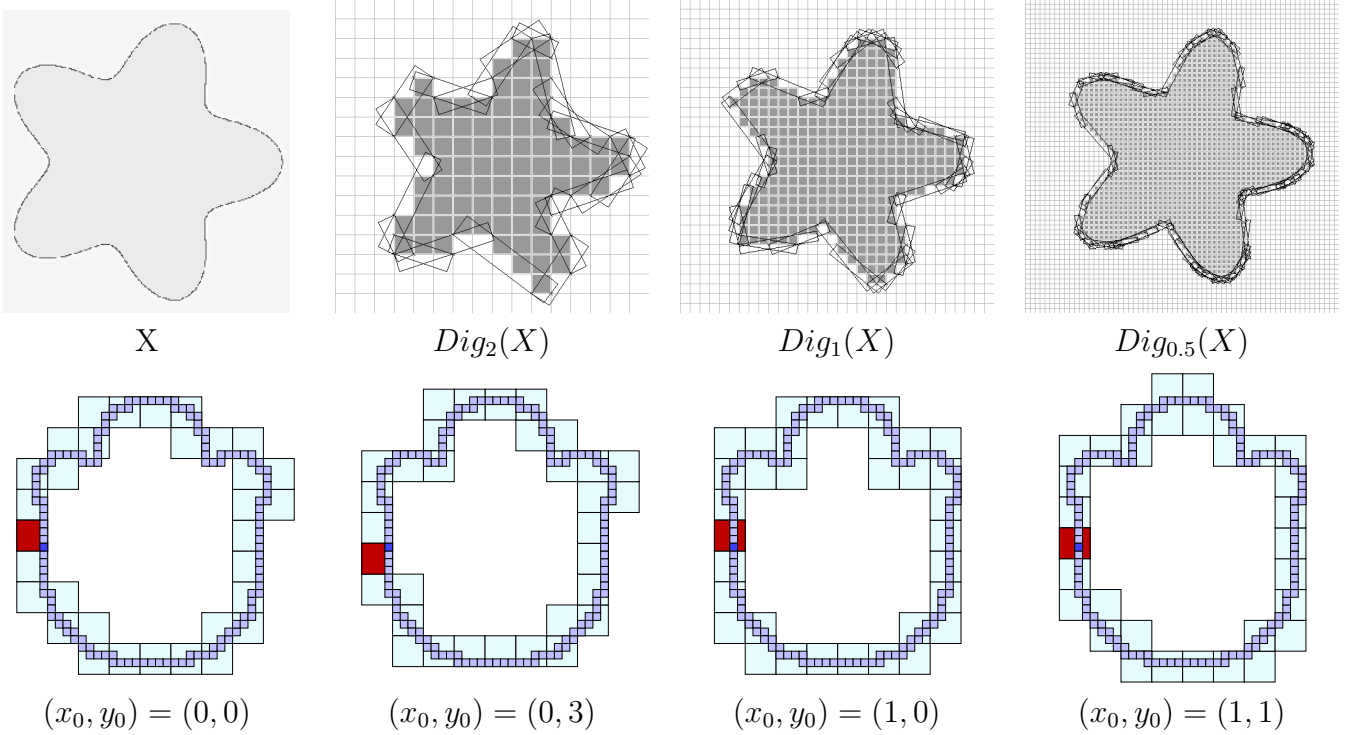 X
Dig₂(X)
Dig₁(X)
Dig₀.₅(X)
(x₀, y₀) = (0, 0)
(x₀, y₀) = (0, 3)
(x₀, y₀) = (1, 0)
(x₀, y₀) = (1, 1)